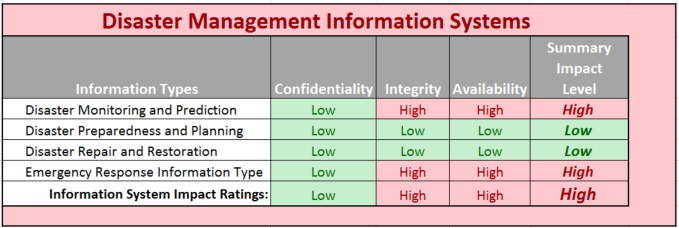 Disaster Management Information Systems
Information Types Confidentiality Integrity Availability Summary Impact Level
Disaster Monitoring and Prediction Low High High High
Disaster Preparedness and Planning Low Low Low Low
Disaster Repair and Restoration Low Low Low Low
Emergency Response Information Type Low High High High
Information System Impact Ratings: Low High High High